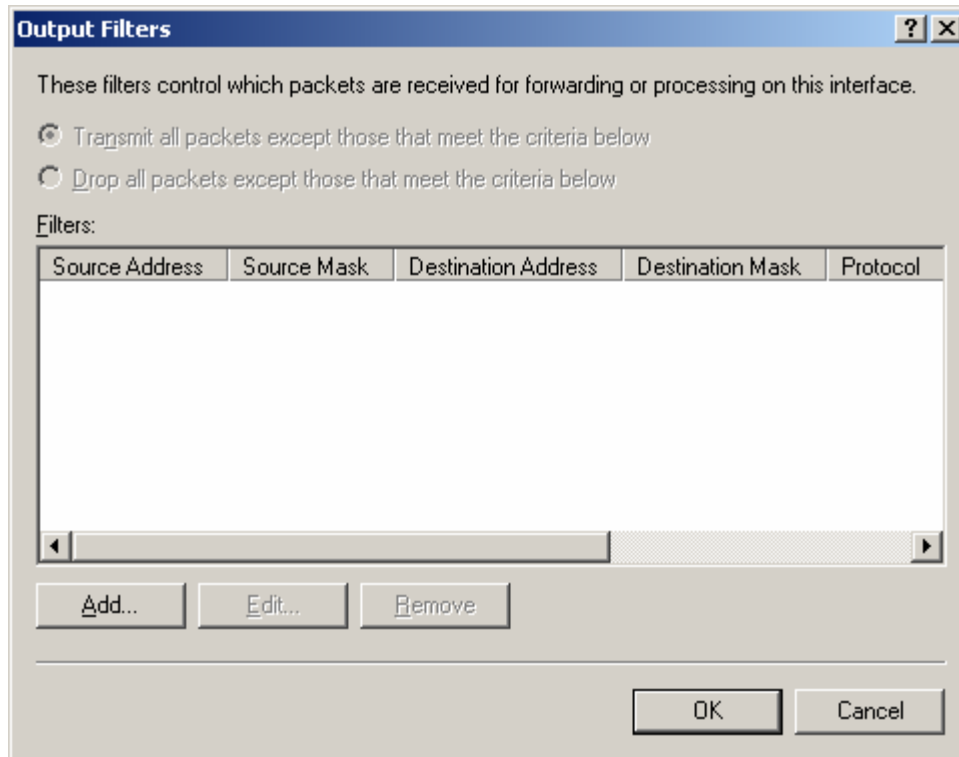 Output Filters
These filters control which packets are received for forwarding or processing on this interface.
Transmit all packets except those that meet the criteria below
Drop all packets except those that meet the criteria below
Filters:
Source Address Source Mask Destination Address Destination Mask Protocol
Add... Edit... Remove
OK Cancel